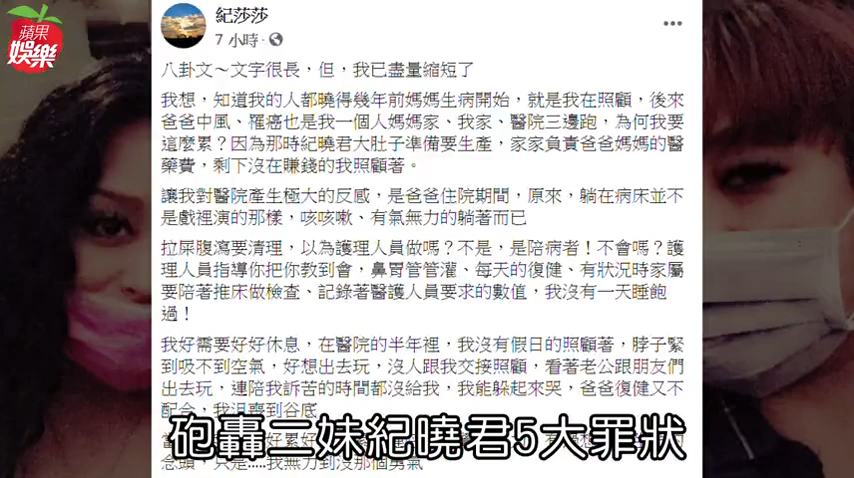 蘋果
娛樂
紀莎莎
7 小時·
八卦文～文字很長，但，我已盡量縮短了
我想，知道我的人都曉得幾年前媽媽生病開始，就是我在照顧，後來
爸爸中風、罹癌也是我一個人媽媽家、我家、醫院三邊跑，為何我要
這麼累？因為那時紀曉君大肚子準備要生產，家家負責爸爸媽媽的醫
藥費，剩下沒在賺錢的我照顧著。
讓我對醫院產生極大的反感，是爸爸住院期間，原來，躺在病床並不
是戲裡演的那樣，咳咳嗽、有氣無力的躺著而已
拉屎腹瀉要清理，以為護理人員做嗎？不是，是陪病者！不會嗎？護
理人員指導你把你教到會，鼻胃管管灌、每天的復健、有狀況時家屬
要陪著推床做檢查、記錄著醫護人員要求的數值，我沒有一天睡飽
過！
我好需要好好休息，在醫院的半年裡，我沒有假日的照顧著，脖子緊
到吸不到空氣，好想出去玩，沒人跟我交接照顧，看著老公跟朋友們
出去玩，連陪我訴苦的時間都沒給我，我能躲起來哭，爸爸復健又不
配合，我沮喪到谷底
砲轟二妹紀曉君5大罪狀
念頭，只是.....我無力到沒那個勇氣